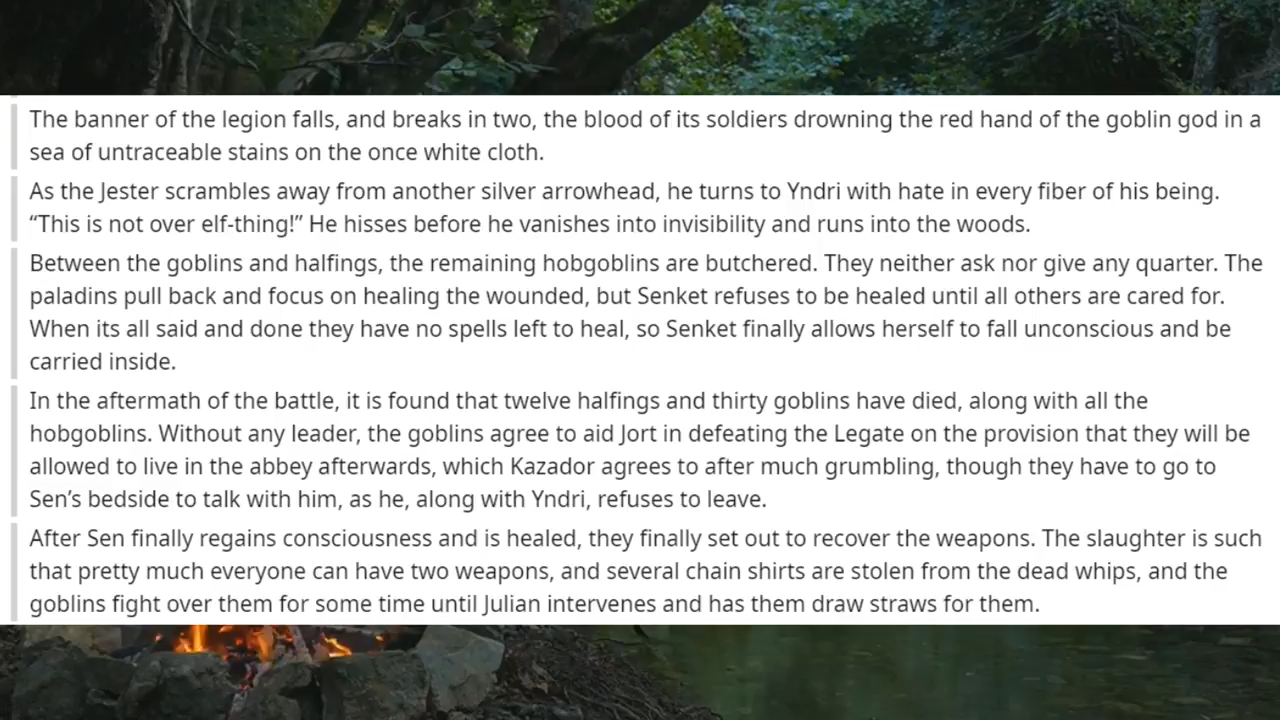 The banner of the legion falls, and breaks in two, the blood of its soldiers drowning the red hand of the goblin god in a
sea of untraceable stains on the once white cloth.
As the Jester scrambles away from another silver arrowhead, he turns to Yndri with hate in every fiber of his being.
“This is not over elf-thing!” He hisses before he vanishes into invisibility and runs into the woods.
Between the goblins and halfings, the remaining hobgoblins are butchered. They neither ask nor give any quarter. The
paladins pull back and focus on healing the wounded, but Senket refuses to be healed until all others are cared for.
When its all said and done they have no spells left to heal, so Senket finally allows herself to fall unconscious and be
carried inside.
In the aftermath of the battle, it is found that twelve halfings and thirty goblins have died, along with all the
hobgoblins. Without any leader, the goblins agree to aid Jort in defeating the Legate on the provision that they will be
allowed to live in the abbey afterwards, which Kazador agrees to after much grumbling, though they have to go to
Sen’s bedside to talk with him, as he, along with Yndri, refuses to leave.
After Sen finally regains consciousness and is healed, they finally set out to recover the weapons. The slaughter is such
that pretty much everyone can have two weapons, and several chain shirts are stolen from the dead whips, and the
goblins fight over them for some time until Julian intervenes and has them draw straws for them.